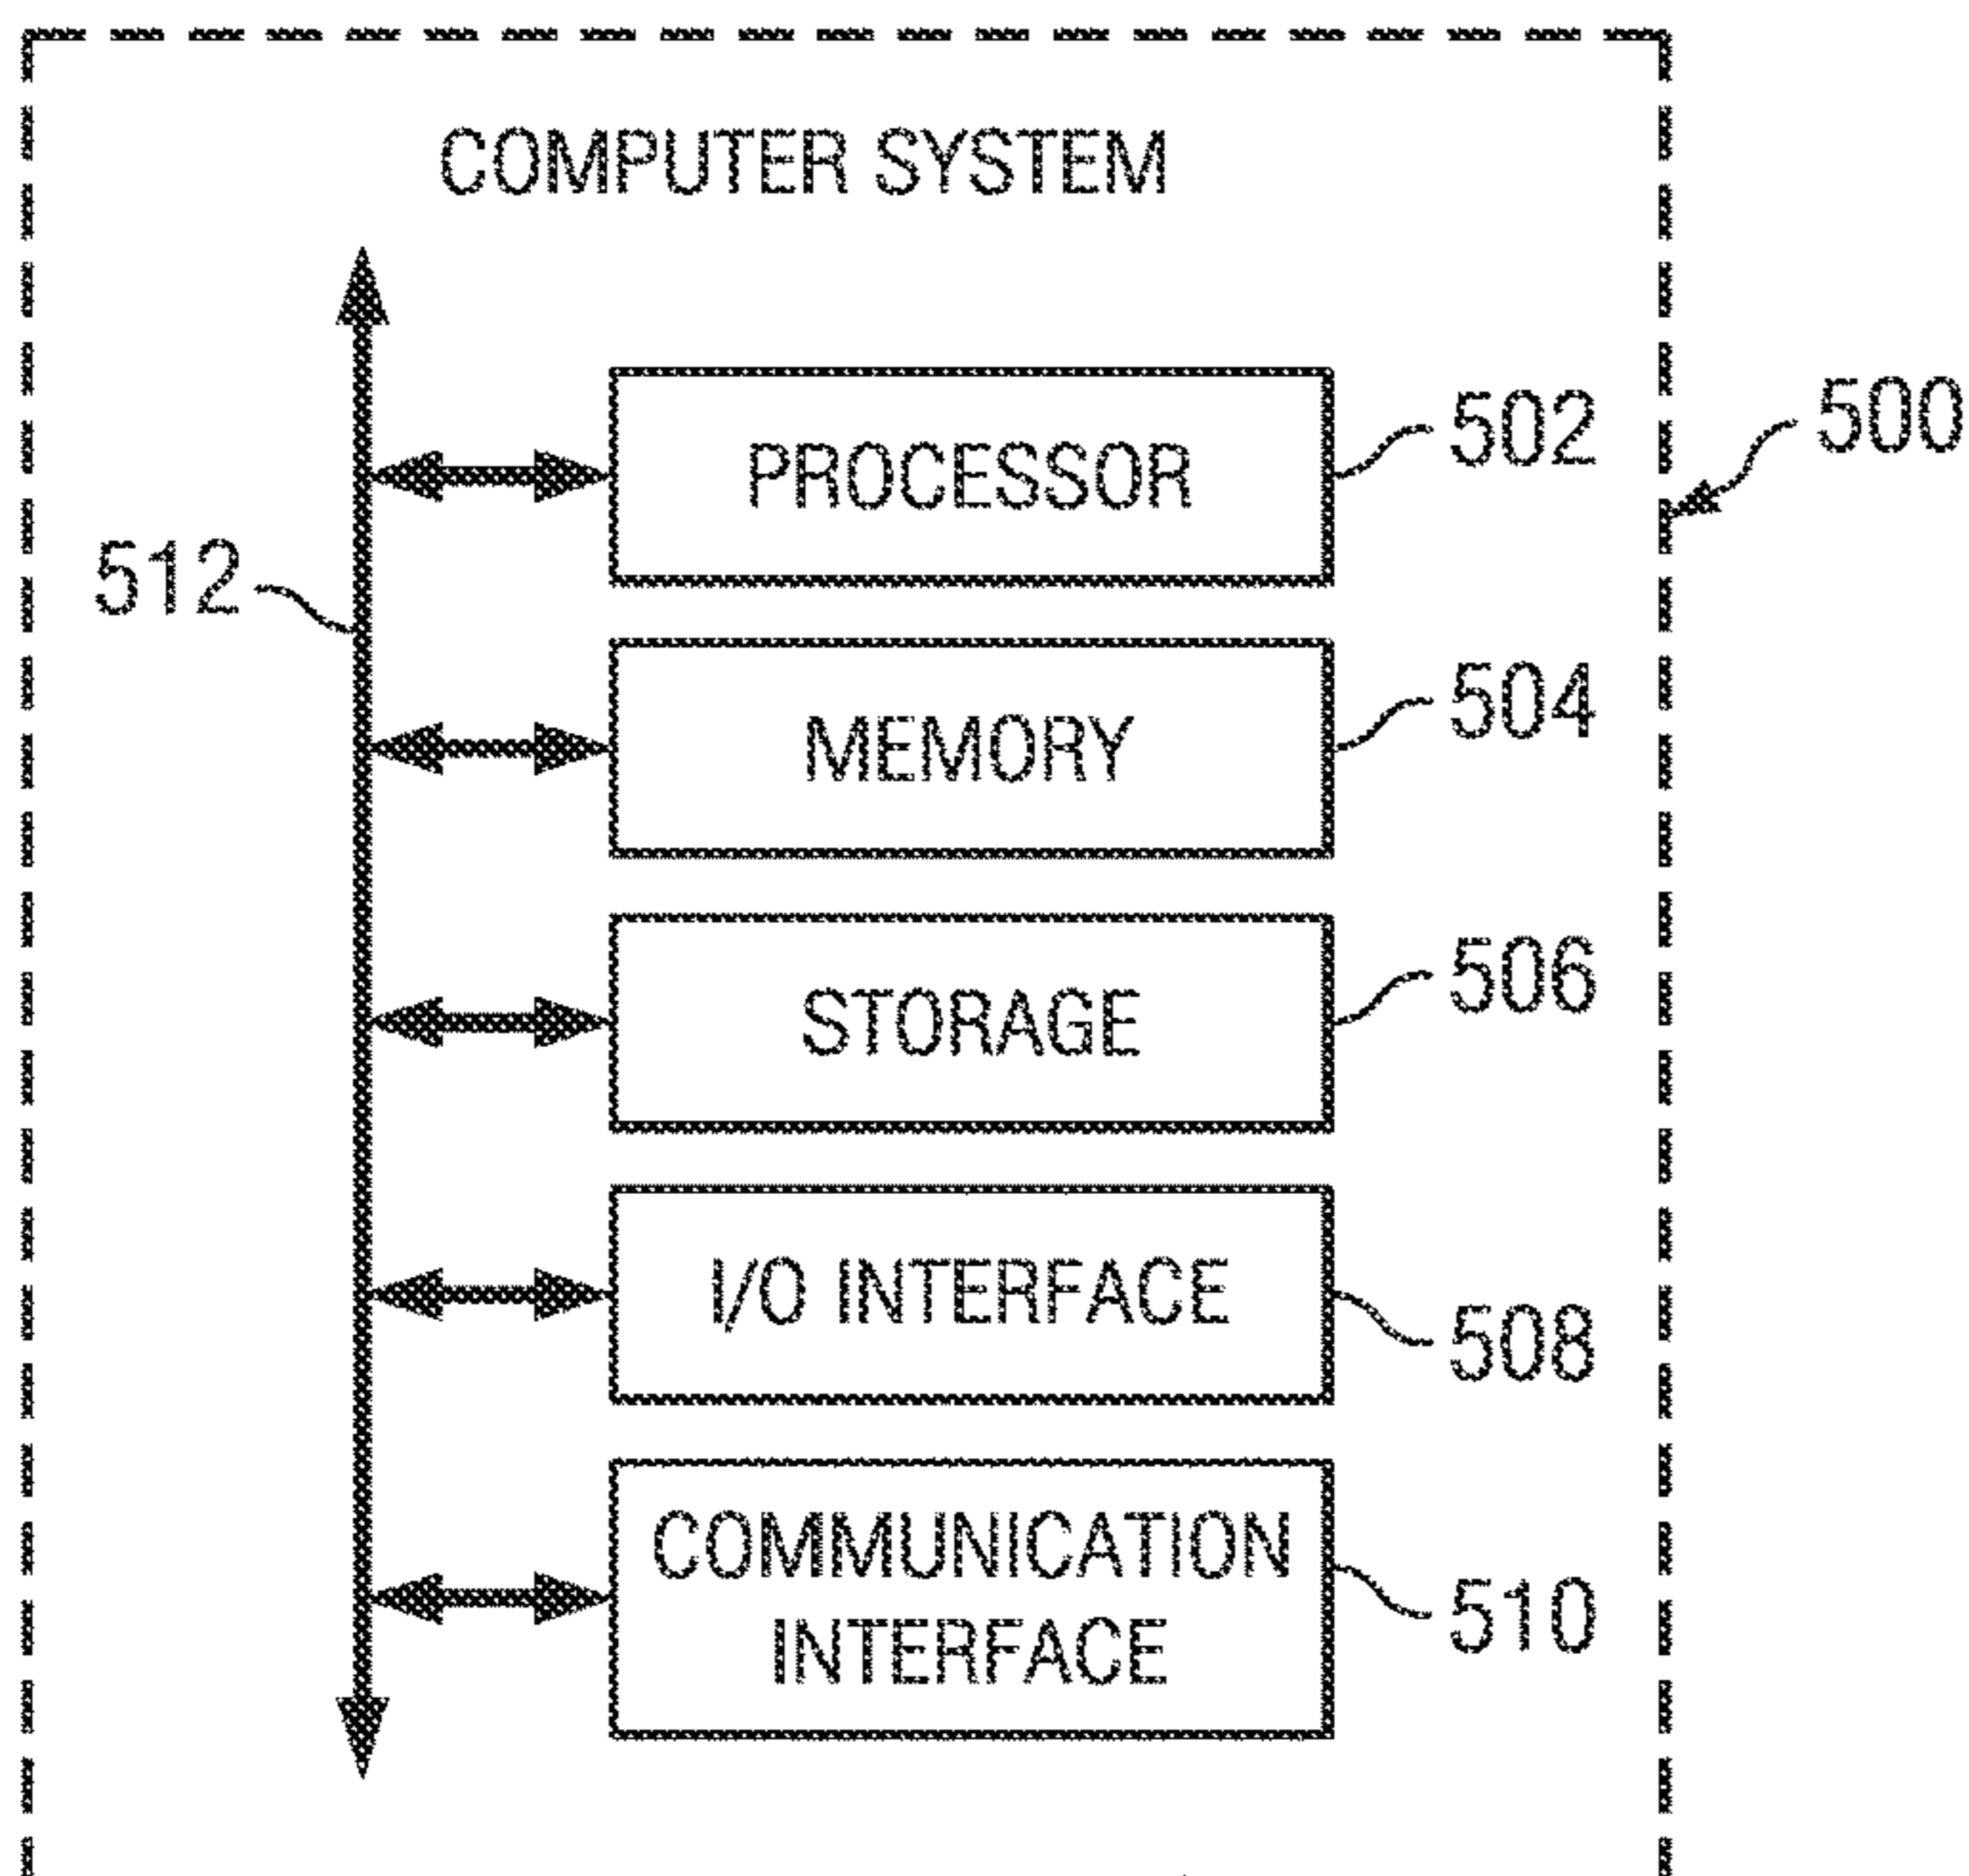 COMPUTER SYSTEM
PROCESSOR
502
500
512
MEMORY
504
STORAGE
506
I/O INTERFACE
508
COMMUNICATION
INTERFACE
510